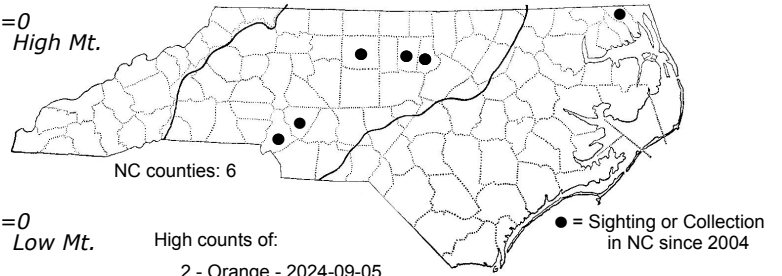 =0
High Mt.
NC counties: 6
=0
Low Mt.
High counts of:
2 - Orange - 2024-09-05
● = Sighting or Collection
in NC since 2004